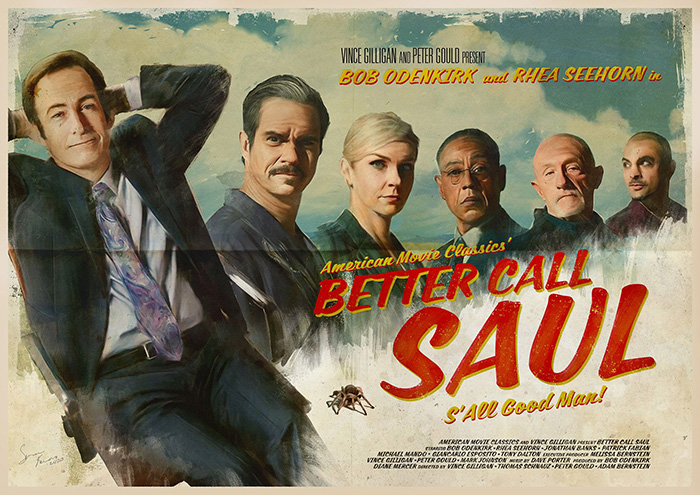 VINCE GILLIGAN AND PETER GOULD PRESENT
BOB ODENKIRK and RHEA SEEHORN in
American Movie Classics'
BETTER CALL
SAUL
S'All Good Man!
AMERICAN MOVIE CLASSICS AND VINCE GILLIGAN PRESENT BETTER CALL SAUL
STARRING BOB ODENKIRK • RHEA SEEHORN • JONATHAN BANKS • PATRICK FABIAN
MICHAEL MANDO • GIANCARLO ESPOSITO • TONY DALTON EXECUTIVE PRODUCER MELISSA BERNSTEIN
VINCE GILLIGAN • PETER GOULD • MARK JOHNSON MUSIC BY DAVE PORTER PRODUCED BY BOB ODENKIRK
DIANE MERCER DIRECTED BY VINCE GILLIGAN • THOMAS SCHNAUZ • PETER GOULD • ADAM BERNSTEIN